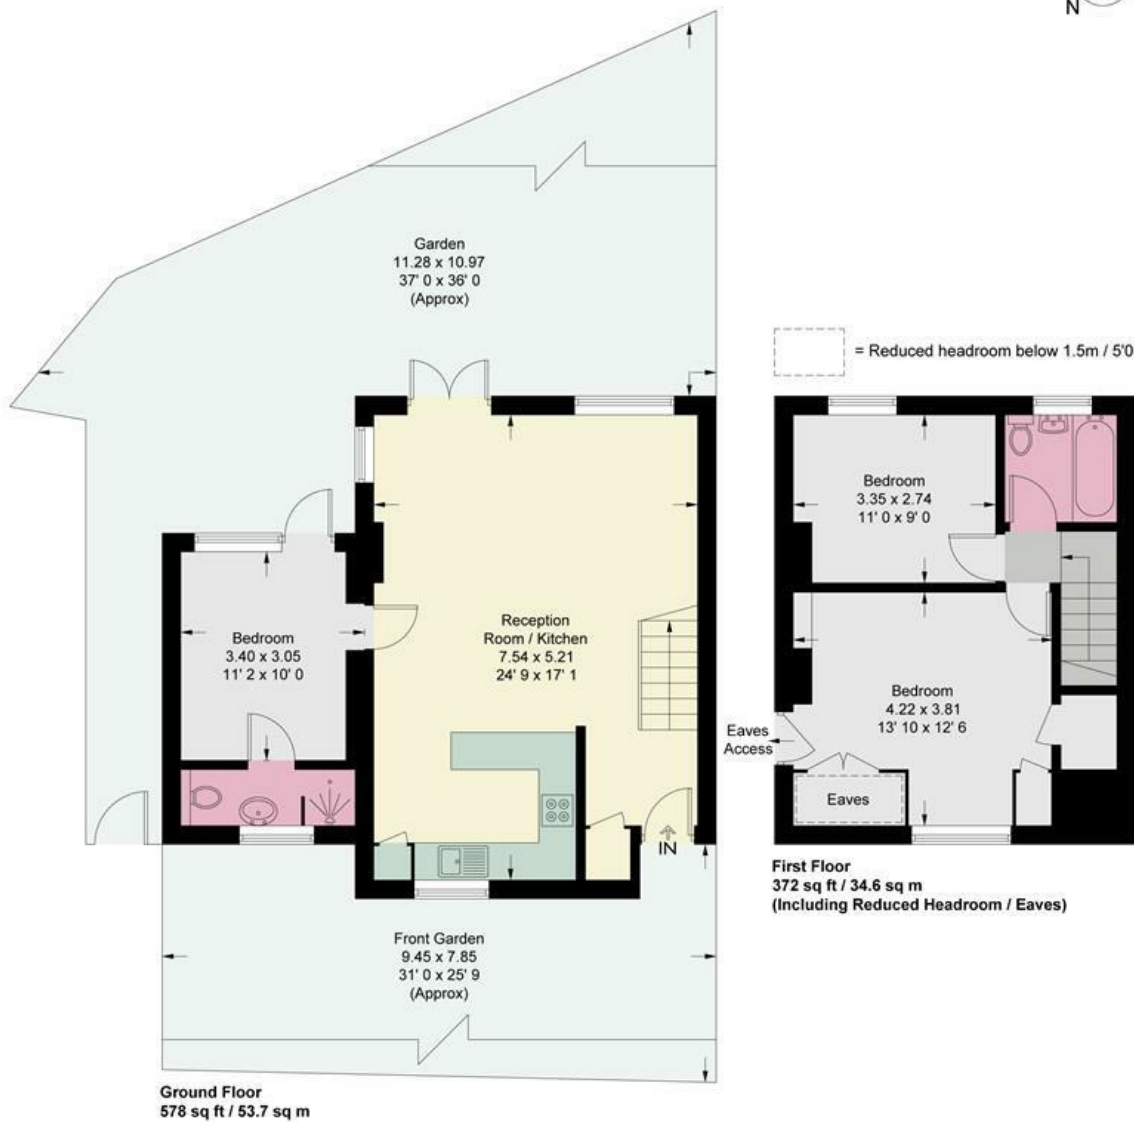 N
Garden
11.28 x 10.97
37' 0 x 36' 0
(Approx)
= Reduced headroom below 1.5m / 5'0
Bedroom
3.35 x 2.74
11' 0 x 9' 0
Reception
Room / Kitchen
7.54 x 5.21
24' 9 x 17' 1
Bedroom
3.40 x 3.05
11' 2 x 10' 0
Bedroom
4.22 x 3.81
13' 10 x 12' 6
Eaves
Access
Eaves
IN
First Floor
372 sq ft / 34.6 sq m
(Including Reduced Headroom / Eaves)
Front Garden
9.45 x 7.85
31' 0 x 25' 9
(Approx)
Ground Floor
578 sq ft / 53.7 sq m